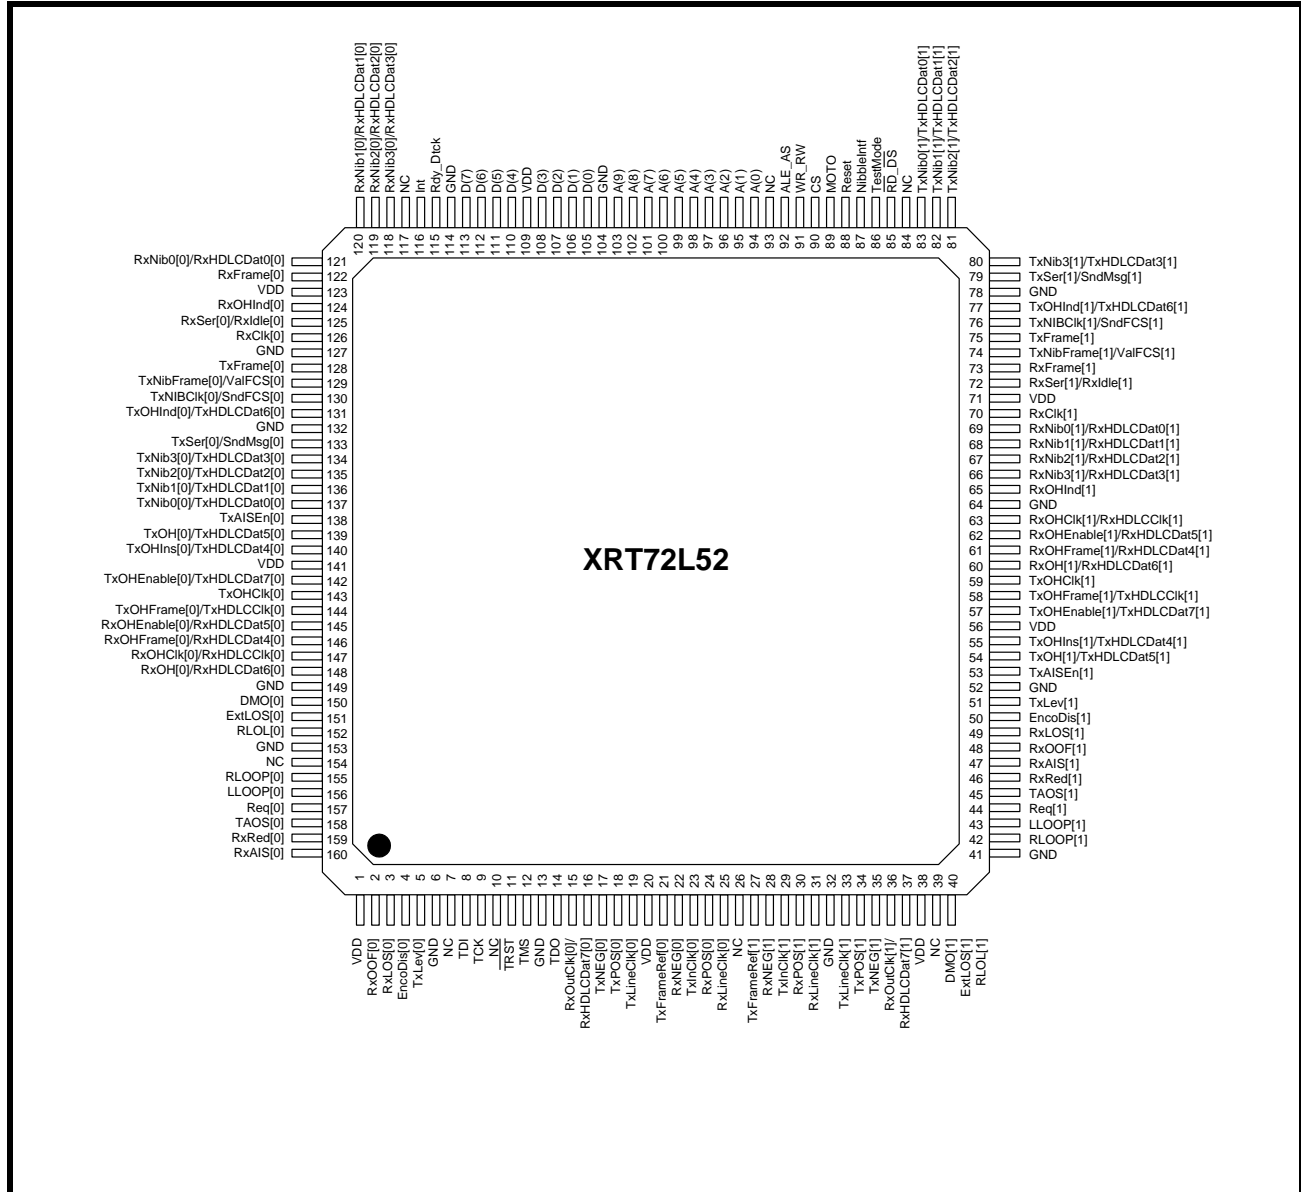 RxNib1[0]/RxHDLCDat1[0]
RxNib2[0]/RxHDLCDat2[0]
RxNib3[0]/RxHDLCDat3[0]
NC
Int
Rdy_Dtck
GND
D(7)
D(6)
D(5)
D(4)
VDD
D(3)
D(2)
D(1)
D(0)
GND
A(9)
A(8)
A(7)
A(6)
A(5)
A(4)
A(3)
A(2)
A(1)
A(0)
NC
ALE_AS
WR_RW
CS
MOTO
Reset
NibbleIntf
TestMode
RD_DS
NC
TxNib0[1]/TxHDLCDat0[1]
TxNib1[1]/TxHDLCDat1[1]
TxNib2[1]/TxHDLCDat2[1]
120
119
118
117
116
115
114
113
112
111
110
109
108
107
106
105
104
103
102
101
100
99
98
97
96
95
94
93
92
91
90
89
88
87
86
85
84
83
82
81
RxNib0[0]/RxHDLCDat0[0] 121
RxFrame[0] 122
VDD 123
RxOHInd[0] 124
RxSer[0]/RxIdle[0] 125
RxClk[0] 126
GND 127
TxFrame[0] 128
TxNibFrame[0]/ValFCS[0] 129
TxNIBClk[0]/SndFCS[0] 130
TxOHInd[0]/TxHDLCDat6[0] 131
GND 132
TxSer[0]/SndMsg[0] 133
TxNib3[0]/TxHDLCDat3[0] 134
TxNib2[0]/TxHDLCDat2[0] 135
TxNib1[0]/TxHDLCDat1[0] 136
TxNib0[0]/TxHDLCDat0[0] 137
TxAISEn[0] 138
TxOH[0]/TxHDLCDat5[0] 139
TxOHIns[0]/TxHDLCDat4[0] 140
VDD 141
TxOHEnable[0]/TxHDLCDat7[0] 142
TxOHClk[0] 143
TxOHFrame[0]/TxHDLCClk[0] 144
RxOHEnable[0]/RxHDLCDat5[0] 145
RxOHFrame[0]/RxHDLCDat4[0] 146
RxOHClk[0]/RxHDLCClk[0] 147
RxOH[0]/RxHDLCDat6[0] 148
GND 149
DMO[0] 150
ExtLOS[0] 151
RLOL[0] 152
GND 153
NC 154
RLOOP[0] 155
LLOOP[0] 156
Req[0] 157
TAOS[0] 158
RxRed[0] 159
RxAIS[0] 160
XRT72L52
80 TxNib3[1]/TxHDLCDat3[1]
79 TxSer[1]/SndMsg[1]
78 GND
77 TxOHInd[1]/TxHDLCDat6[1]
76 TxNIBClk[1]/SndFCS[1]
75 TxFrame[1]
74 TxNibFrame[1]/ValFCS[1]
73 RxFrame[1]
72 RxSer[1]/RxIdle[1]
71 VDD
70 RxClk[1]
69 RxNib0[1]/RxHDLCDat0[1]
68 RxNib1[1]/RxHDLCDat1[1]
67 RxNib2[1]/RxHDLCDat2[1]
66 RxNib3[1]/RxHDLCDat3[1]
65 RxOHInd[1]
64 GND
63 RxOHClk[1]/RxHDLCClk[1]
62 RxOHEnable[1]/RxHDLCDat5[1]
61 RxOHFrame[1]/RxHDLCDat4[1]
60 RxOH[1]/RxHDLCDat6[1]
59 TxOHClk[1]
58 TxOHFrame[1]/TxHDLCClk[1]
57 TxOHEnable[1]/TxHDLCDat7[1]
56 VDD
55 TxOHIns[1]/TxHDLCDat4[1]
54 TxOH[1]/TxHDLCDat5[1]
53 TxAISEn[1]
52 GND
51 TxLev[1]
50 EncoDis[1]
49 RxLOS[1]
48 RxOOF[1]
47 RxAIS[1]
46 RxRed[1]
45 TAOS[1]
44 Req[1]
43 LLOOP[1]
42 RLOOP[1]
41 GND
1
2
3
4
5
6
7
8
9
10
11
12
13
14
15
16
17
18
19
20
21
22
23
24
25
26
27
28
29
30
31
32
33
34
35
36
37
38
39
40
VDD
RxOOF[0]
RxLOS[0]
EncoDis[0]
TxLev[0]
GND
NC
TDI
TCK
NC
TRST
TMS
GND
TDO
RxOutClk[0]/
RxHDLCDat7[0]
TxNEG[0]
TxPOS[0]
TxLineClk[0]
VDD
TxFrameRef[0]
RxNEG[0]
TxInClk[0]
RxPOS[0]
RxLineClk[0]
NC
TxFrameRef[1]
RxNEG[1]
TxInClk[1]
RxPOS[1]
RxLineClk[1]
GND
TxLineClk[1]
TxPOS[1]
TxNEG[1]
RxOutClk[1]/
RxHDLCDat7[1]
VDD
NC
DMO[1]
ExtLOS[1]
RLOL[1]